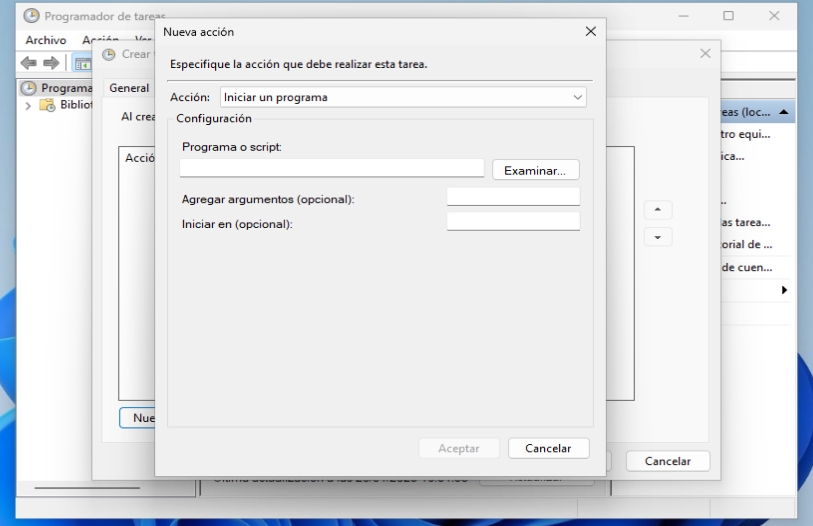 Programador de tareas
Nueva acción
Archivo
Acción
Ver
Crear
Especifique la acción que debe realizar esta tarea.
Programa
General
Acción:
Iniciar un programa
Bibliot
Al crea
Configuración
eas (loc...
tro equi...
Programa o script:
Acció
ica...
Examinar...
Agregar argumentos (opcional):
Iniciar en (opcional):
as tarea...
orial de ...
de cuen...
Nue
Aceptar
Cancelar
Cancelar